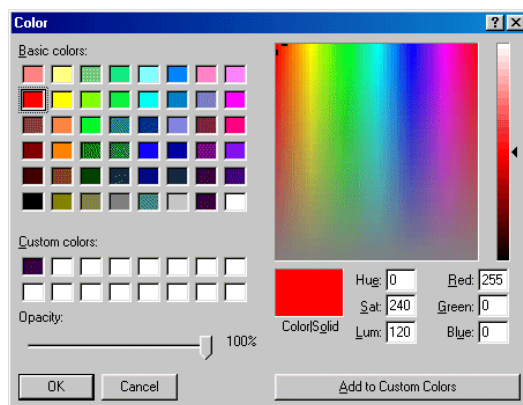 Color
Basic colors:
Custom colors:
Opacity:
100%
OK
Cancel
Color|Solid
Hue: 0
Sat: 240
Lum: 120
Red: 255
Green: 0
Blue: 0
Add to Custom Colors